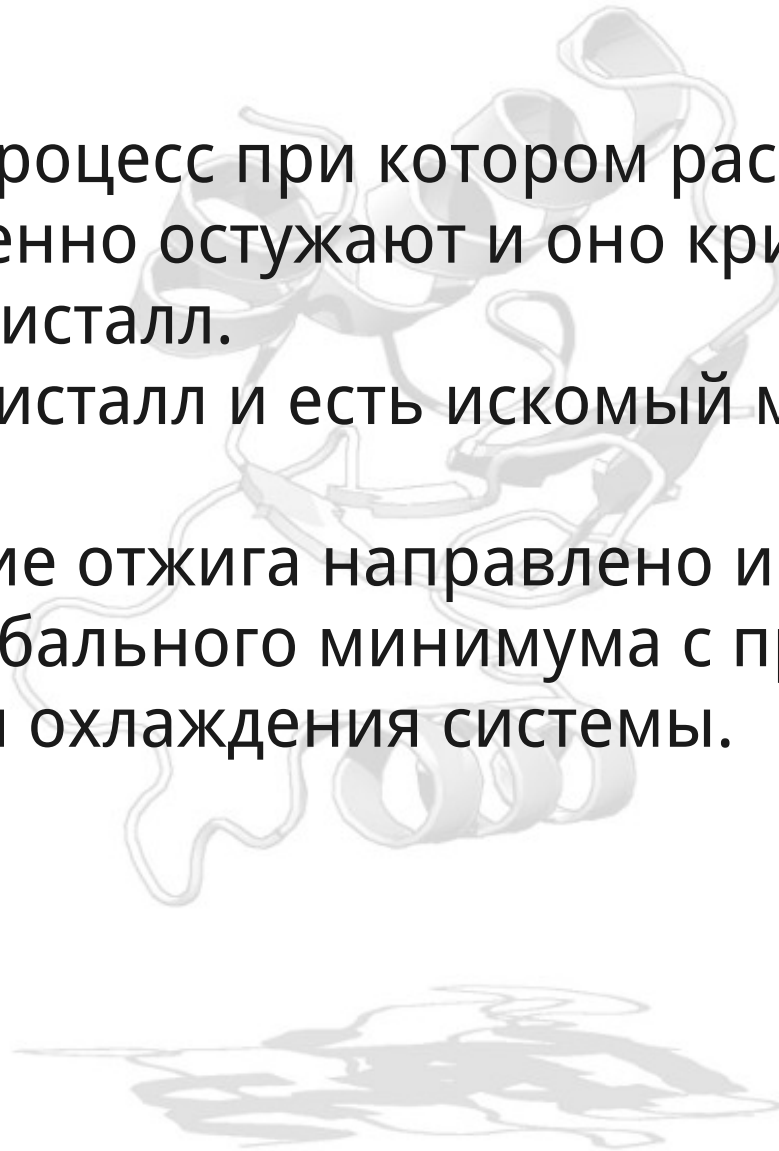 роцесс при котором рас
енно остужают и оно кри
исталл.
исталл и есть искомый м
ие отжига направлено и
бального минимума с пр
и охлаждения системы.